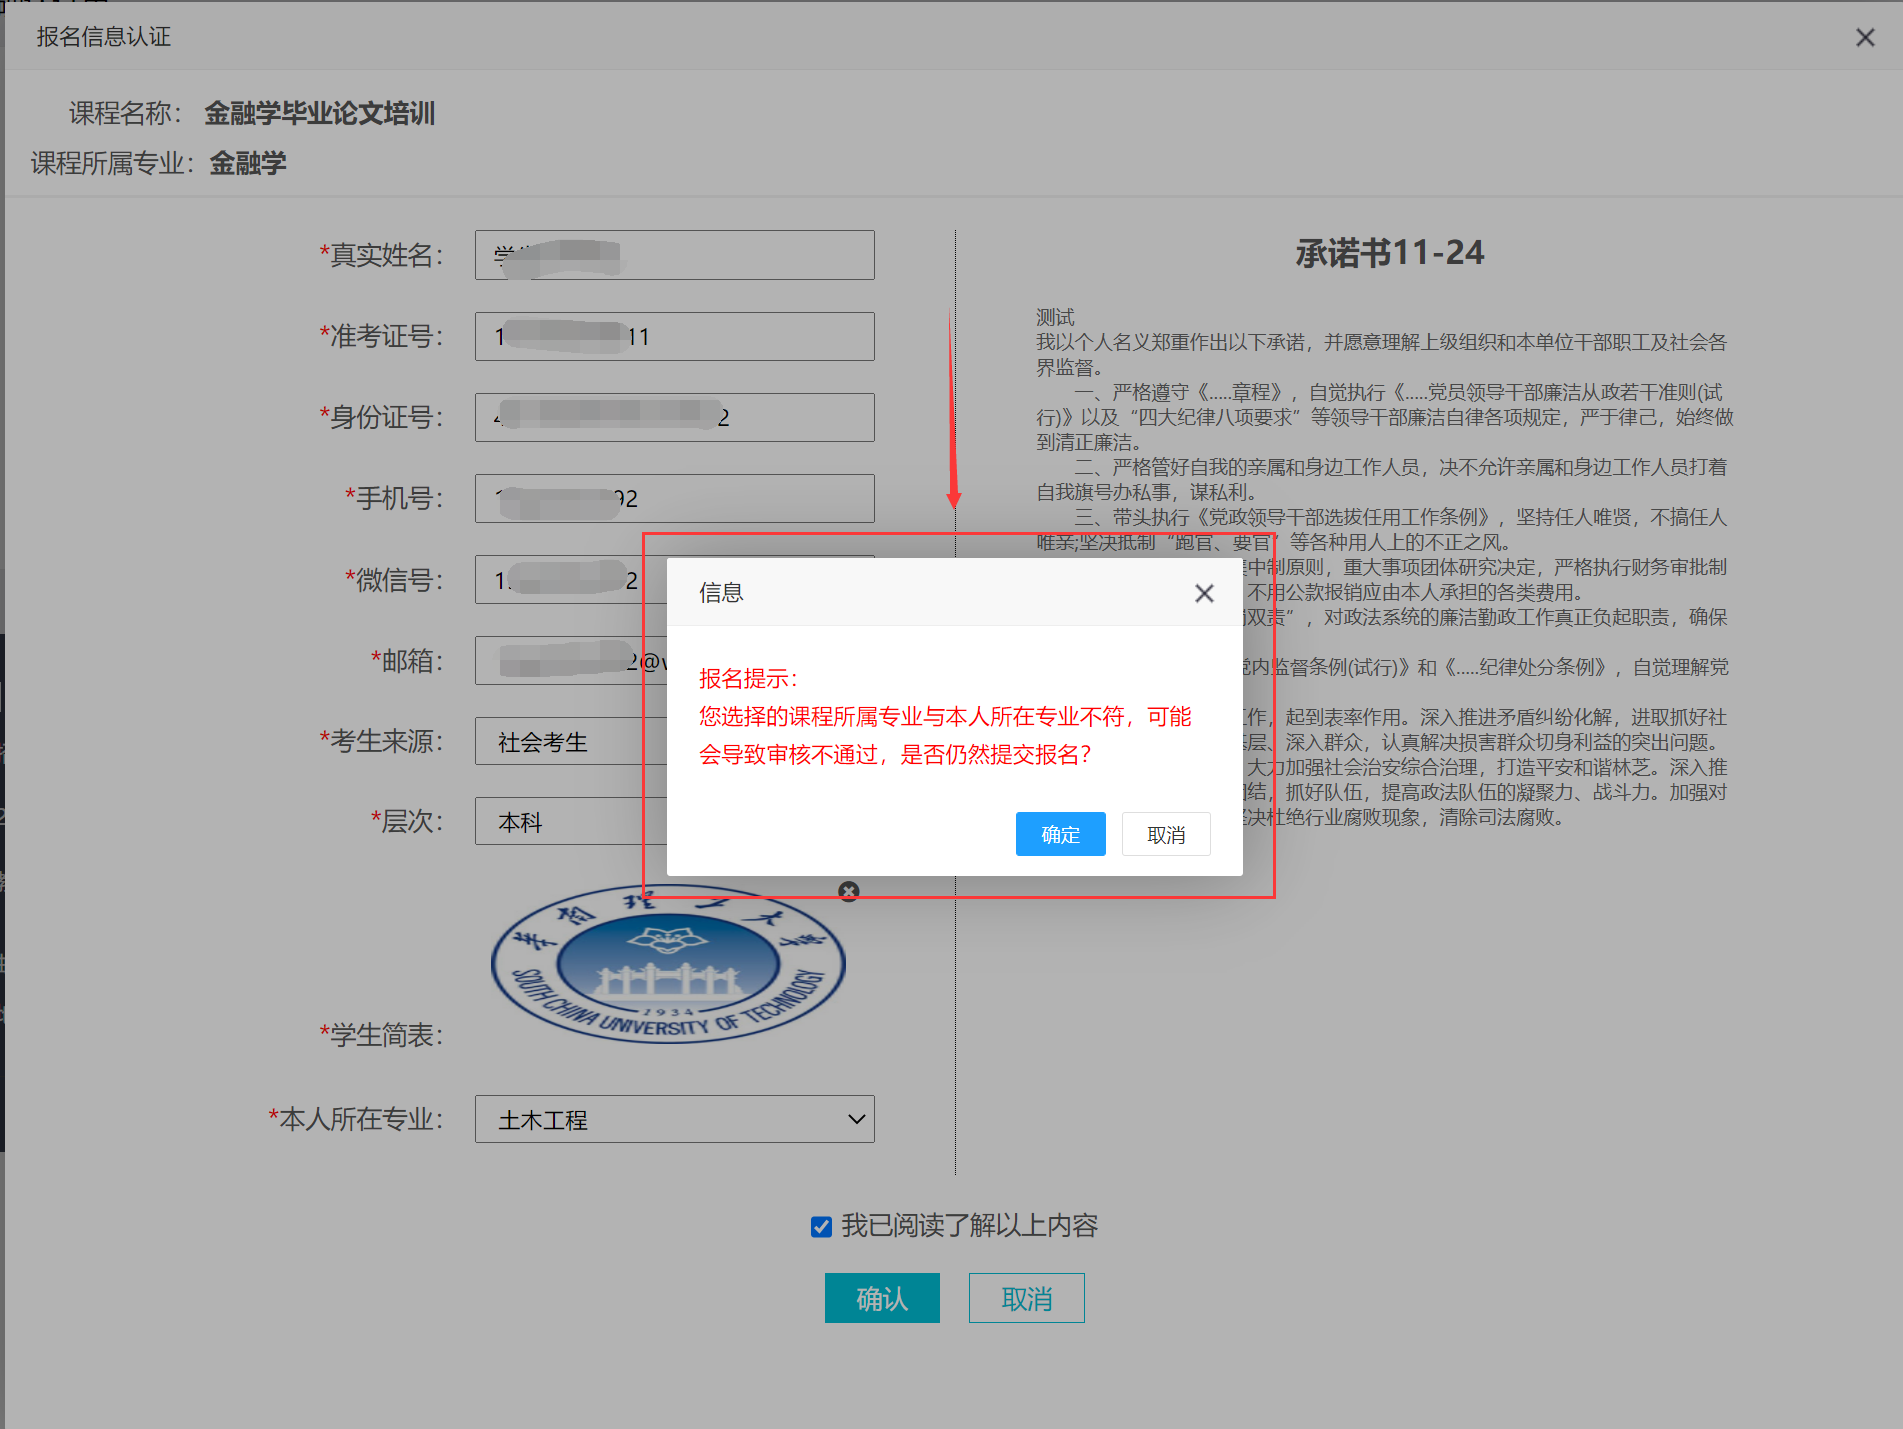 报名信息认证
课程名称： 金融学毕业论文培训
课程所属专业： 金融学
*真实姓名：
*准考证号： 1 11
*身份证号： 2
*手机号： 92
*微信号： 1 2
*邮箱： 2@
*考生来源： 社会考生
*层次： 本科
华南理工大学
SOUTH CHINA UNIVERSITY OF TECHNOLOGY
1934
*学生简表：
*本人所在专业： 土木工程
承诺书11-24
测试
我以个人名义郑重作出以下承诺，并愿意理解上级组织和本单位干部职工及社会各
界监督。
一、严格遵守《.....章程》，自觉执行《.....党员领导干部廉洁从政若干准则(试
行)》以及“四大纪律八项要求”等领导干部廉洁自律各项规定，严于律己，始终做
到清正廉洁。
二、严格管好自我的亲属和身边工作人员，决不允许亲属和身边工作人员打着
自我旗号办私事，谋私利。
三、带头执行《党政领导干部选拔任用工作条例》，坚持任人唯贤，不搞任人
唯亲;坚决抵制“跑官、要官”等各种用人上的不正之风。
中制原则，重大事项团体研究决定，严格执行财务审批制
不用公款报销应由本人承担的各类费用。
双责”，对政法系统的廉洁勤政工作真正负起职责，确保
内监督条例(试行)》和《.....纪律处分条例》，自觉理解党
作，起到表率作用。深入推进矛盾纠纷化解，进取抓好社
层、深入群众，认真解决损害群众切身利益的突出问题。
大力加强社会治安综合治理，打造平安和谐林芝。深入推
结，抓好队伍，提高政法队伍的凝聚力、战斗力。加强对
决杜绝行业腐败现象，清除司法腐败。
信息
报名提示：
您选择的课程所属专业与本人所在专业不符，可能
会导致审核不通过，是否仍然提交报名？
确定 取消
我已阅读了解以上内容
确认 取消